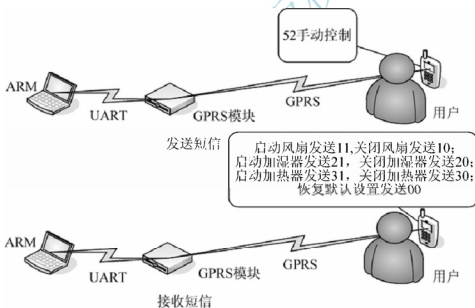 52手动控制
ARM
UART
GPRS模块
GPRS
用户
发送短信
启动风扇发送11,关闭风扇发送10;
启动加湿器发送21，关闭加湿器发送20;
启动加热器发送31，关闭加热器发送30;
恢复默认设置发送00
ARM
UART
GPRS模块
GPRS
用户
接收短信